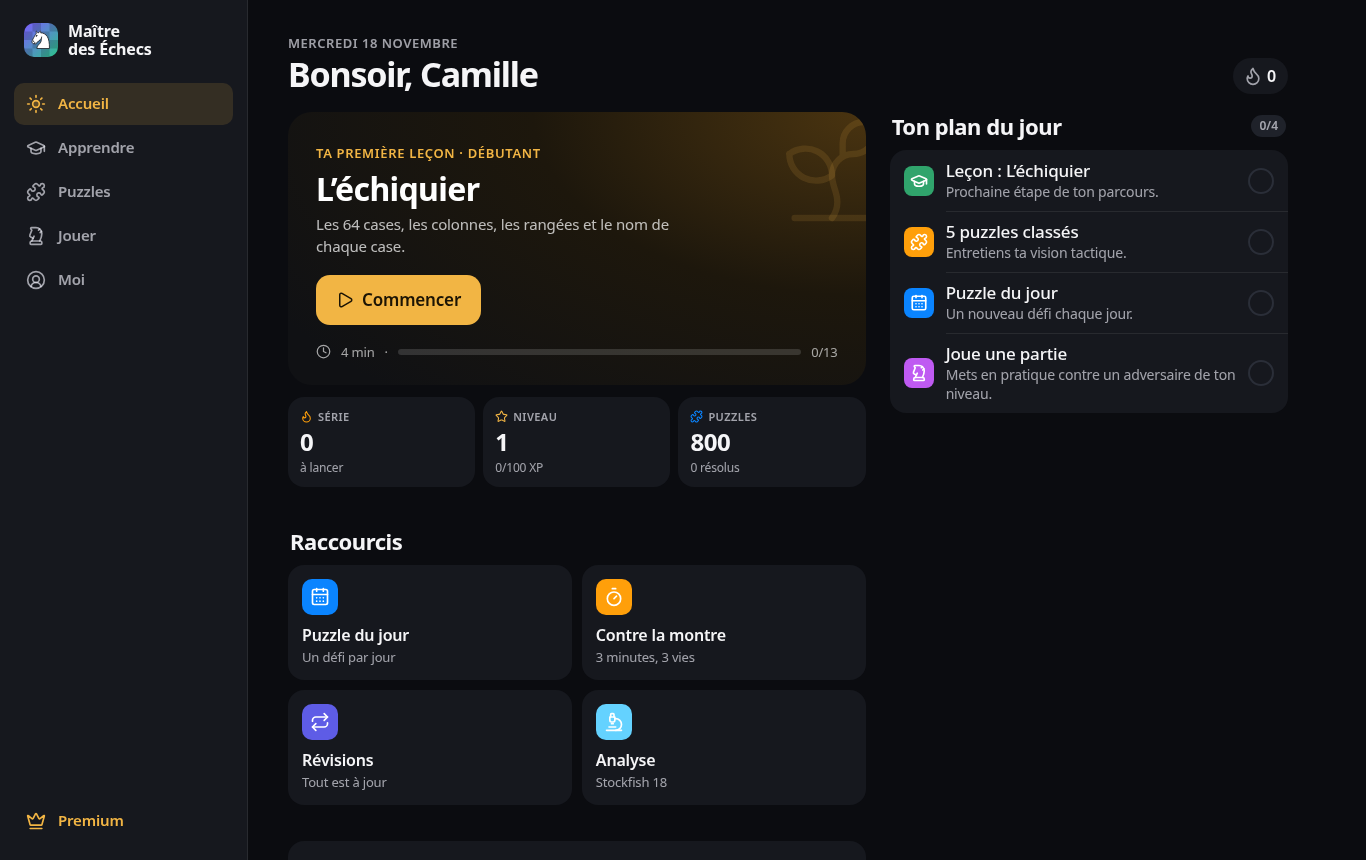 Maître
des Échecs
Accueil
Apprendre
Puzzles
Jouer
Moi
Premium
MERCREDI 18 NOVEMBRE
Bonsoir, Camille
0
TA PREMIÈRE LEÇON · DÉBUTANT
L’échiquier
Les 64 cases, les colonnes, les rangées et le nom de
chaque case.
Commencer
4 min ·
0/13
SÉRIE
0
à lancer
NIVEAU
1
0/100 XP
PUZZLES
800
0 résolus
Raccourcis
Puzzle du jour
Un défi par jour
Contre la montre
3 minutes, 3 vies
Révisions
Tout est à jour
Analyse
Stockfish 18
Ton plan du jour
0/4
Leçon : L’échiquier
Prochaine étape de ton parcours.
5 puzzles classés
Entretiens ta vision tactique.
Puzzle du jour
Un nouveau défi chaque jour.
Joue une partie
Mets en pratique contre un adversaire de ton
niveau.